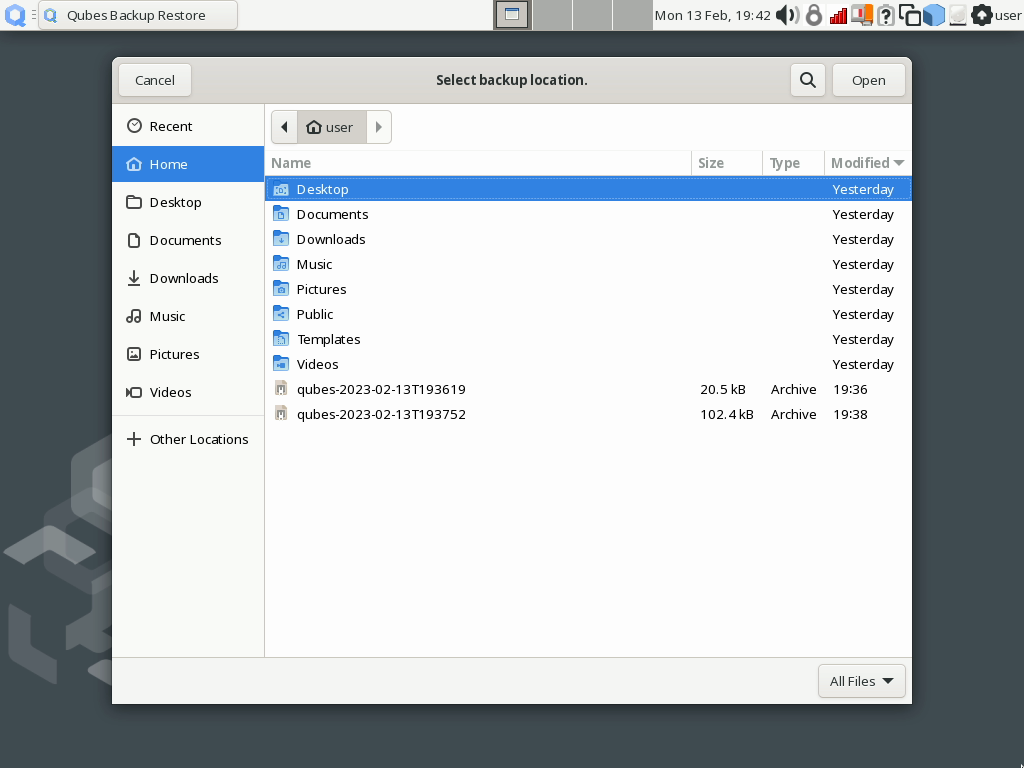 Qubes Backup Restore
Mon 13 Feb, 19:42
user
Cancel
Select backup location.
Open
Recent
Home
Desktop
Documents
Downloads
Music
Pictures
Videos
Other Locations
user
Name Size Type Modified
Desktop Yesterday
Documents Yesterday
Downloads Yesterday
Music Yesterday
Pictures Yesterday
Public Yesterday
Templates Yesterday
Videos Yesterday
qubes-2023-02-13T193619 20.5 kB Archive 19:36
qubes-2023-02-13T193752 102.4 kB Archive 19:38
All Files